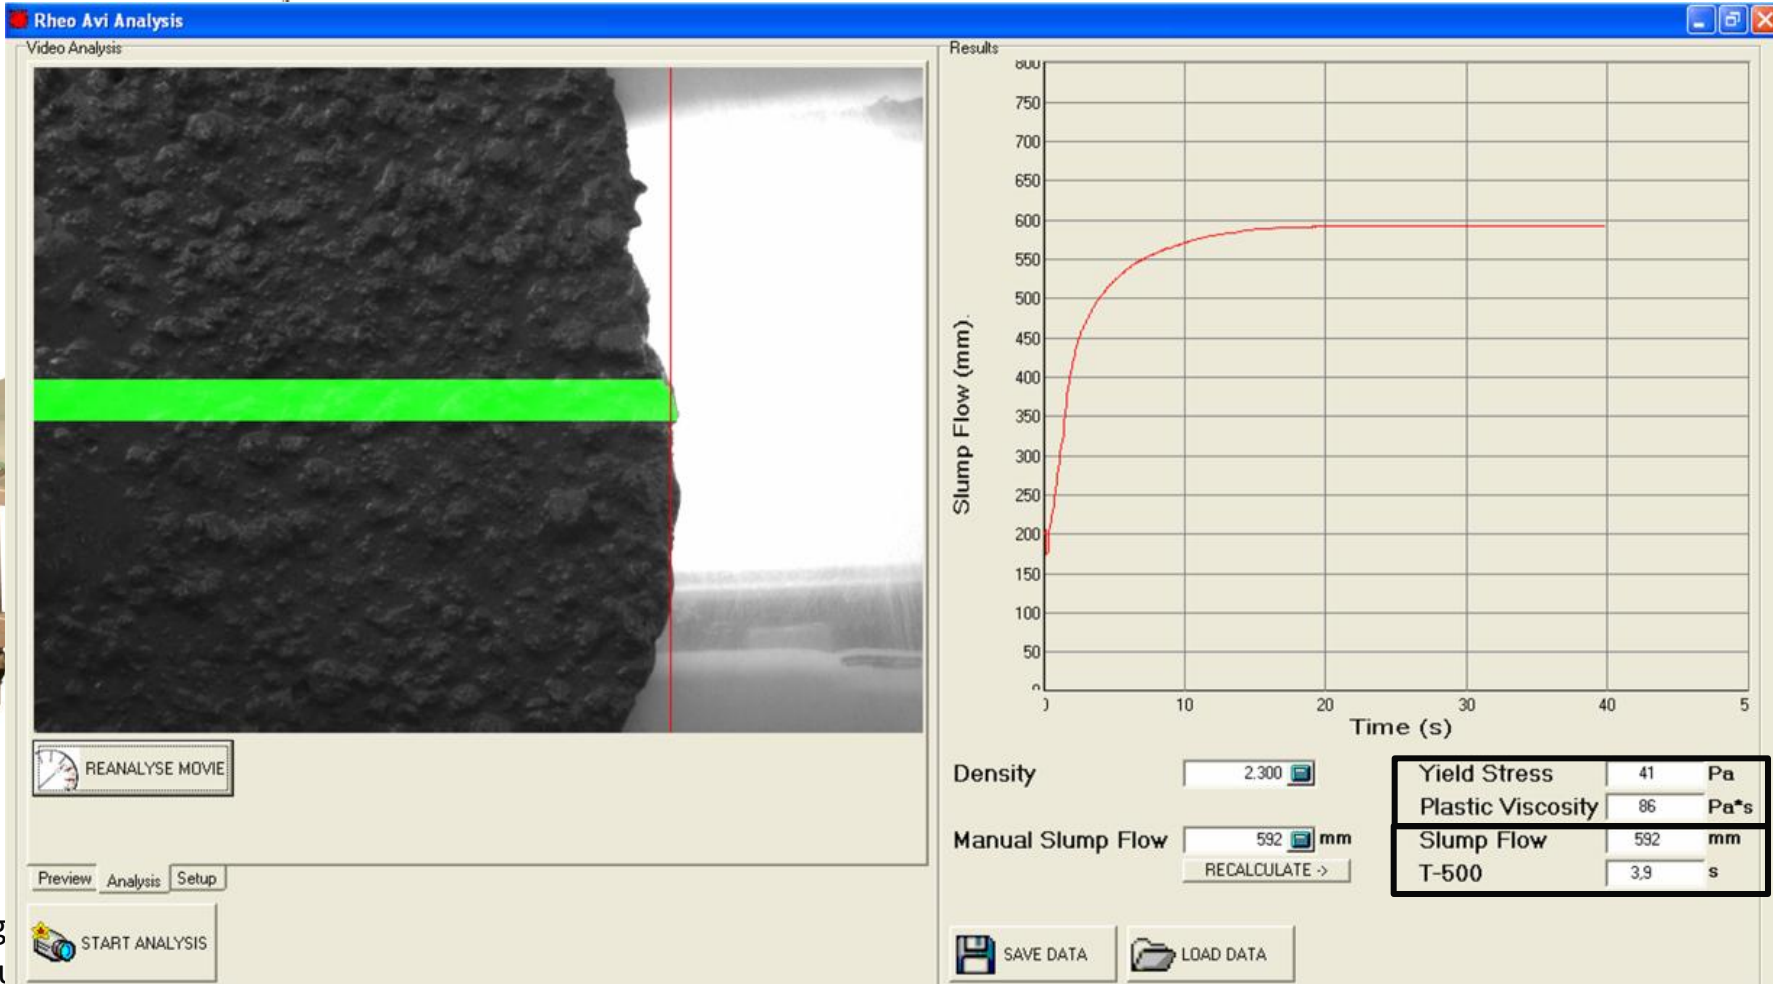 Rheo Avi Analysis
Video Analysis
REANALYSE MOVIE
Preview Analysis Setup
START ANALYSIS
Results
800
750
700
650
600
550
500
450
400
350
300
250
200
150
100
50
0
Slump Flow (mm).
10 20 30 40 5
Time (s)
Density 2.300
Manual Slump Flow 592 mm
RECALCULATE ->
Yield Stress 41 Pa
Plastic Viscosity 86 Pa*s
Slump Flow 592 mm
T-500 3,9 s
SAVE DATA LOAD DATA